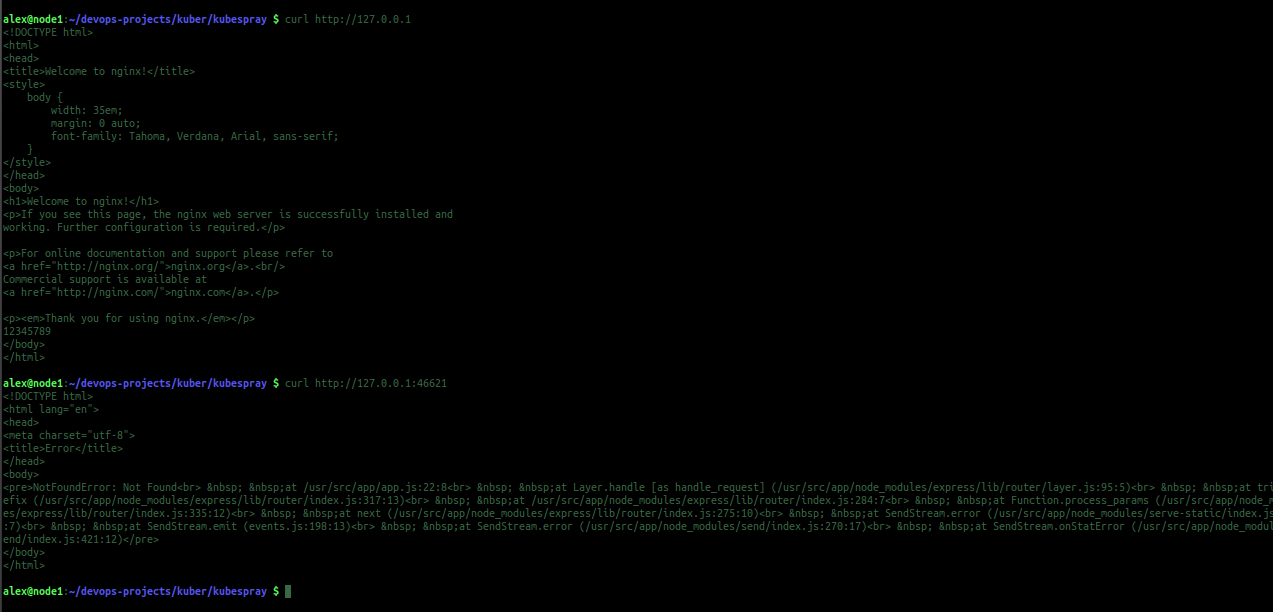 alex@node1:~/devops-projects/kuber/kubespray $ curl http://127.0.0.1
<!DOCTYPE html>
<html>
<head>
<title>Welcome to nginx!</title>
<style>
    body {
        width: 35em;
        margin: 0 auto;
        font-family: Tahoma, Verdana, Arial, sans-serif;
    }
</style>
</head>
<body>
<h1>Welcome to nginx!</h1>
<p>If you see this page, the nginx web server is successfully installed and
working. Further configuration is required.</p>

<p>For online documentation and support please refer to
<a href="http://nginx.org/">nginx.org</a>.<br/>
Commercial support is available at
<a href="http://nginx.com/">nginx.com</a>.</p>

<p><em>Thank you for using nginx.</em></p>
12345789
</body>
</html>

alex@node1:~/devops-projects/kuber/kubespray $ curl http://127.0.0.1:46621
<!DOCTYPE html>
<html lang="en">
<head>
<meta charset="utf-8">
<title>Error</title>
</head>
<body>
<pre>NotFoundError: Not Found<br> &nbsp; &nbsp;at /usr/src/app/app.js:22:8<br> &nbsp; &nbsp;at Layer.handle [as handle_request] (/usr/src/app/node_modules/express/lib/router/layer.js:95:5)<br> &nbsp; &nbsp;at tri
efix (/usr/src/app/node_modules/express/lib/router/index.js:317:13)<br> &nbsp; &nbsp;at /usr/src/app/node_modules/express/lib/router/index.js:284:7<br> &nbsp; &nbsp;at Function.process_params (/usr/src/app/node_m
es/express/lib/router/index.js:335:12)<br> &nbsp; &nbsp;at next (/usr/src/app/node_modules/express/lib/router/index.js:275:10)<br> &nbsp; &nbsp;at SendStream.error (/usr/src/app/node_modules/serve-static/index.js
:7)<br> &nbsp; &nbsp;at SendStream.emit (events.js:198:13)<br> &nbsp; &nbsp;at SendStream.error (/usr/src/app/node_modules/send/index.js:270:17)<br> &nbsp; &nbsp;at SendStream.onStatError (/usr/src/app/node_modul
end/index.js:421:12)</pre>
</body>
</html>

alex@node1:~/devops-projects/kuber/kubespray $